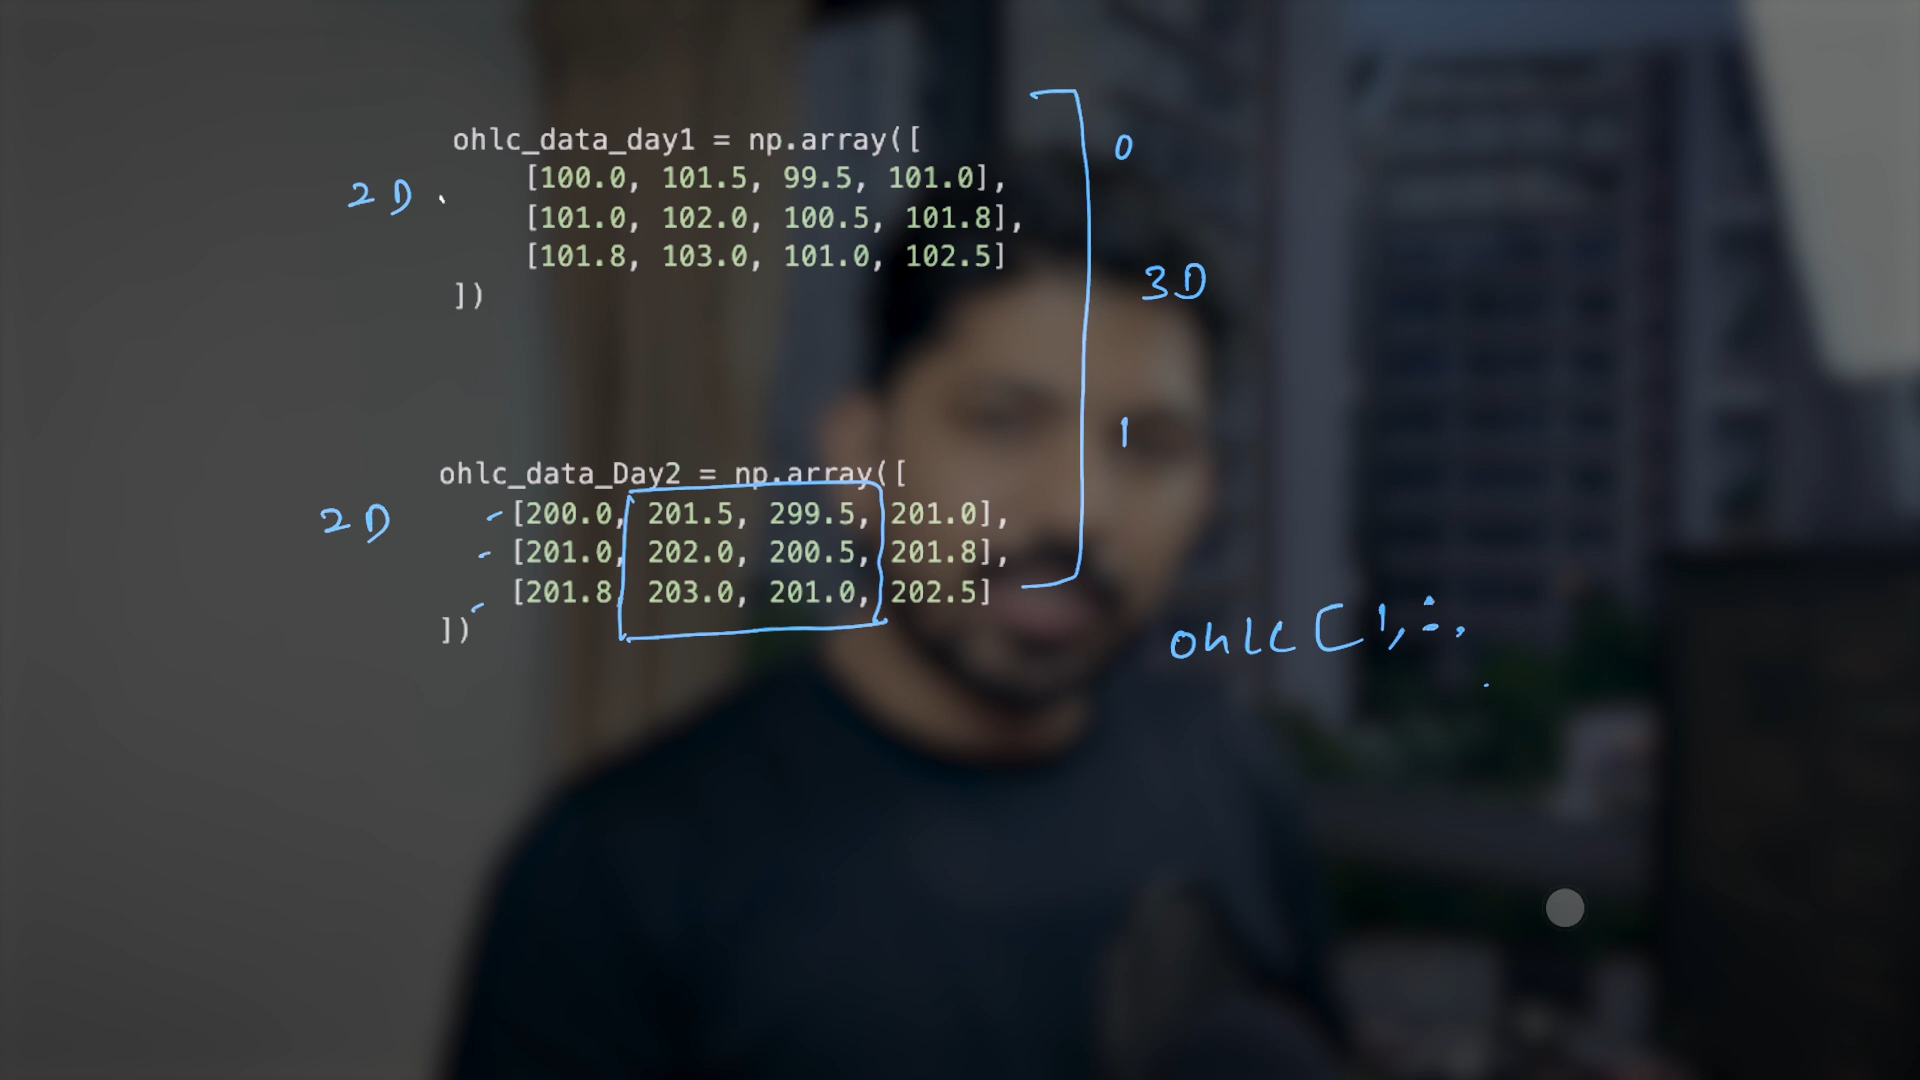 ohlc_data_day1 = np.array([
[100.0, 101.5, 99.5, 101.0],
[101.0, 102.0, 100.5, 101.8],
[101.8, 103.0, 101.0, 102.5]
])
2D
0
3D
1
ohlc_data_Day2 = np.array([
[200.0, 201.5, 299.5, 201.0],
[201.0, 202.0, 200.5, 201.8],
[201.8, 203.0, 201.0, 202.5]
])
2D
ohlc[1,:,